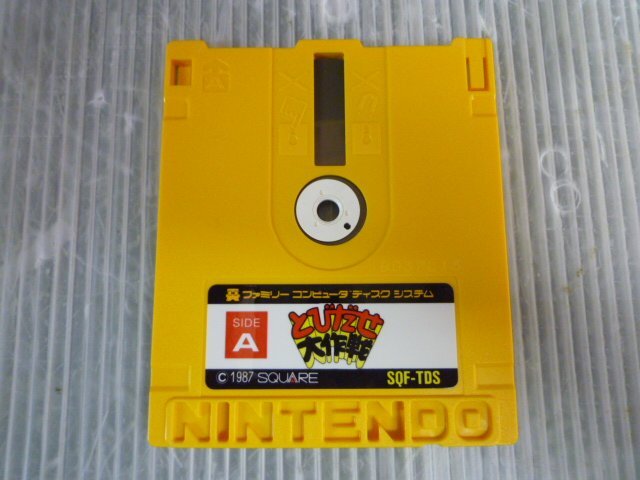 ファミリー コンピュータ ディスク システム
SIDE
A
とびだせ
大作戦
© 1987 SQUARE
SQF-TDS
NINTENDO